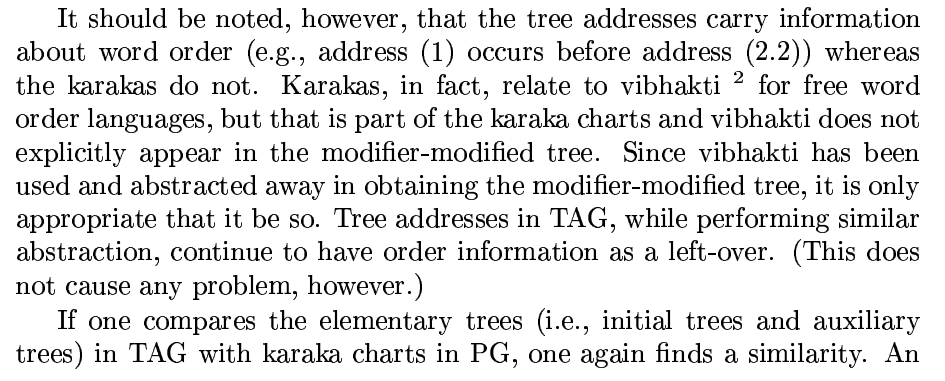 It should be noted, however, that the tree addresses carry information
about word order (e.g., address (1) occurs before address (2.2)) whereas
the karakas do not. Karakas, in fact, relate to vibhakti ² for free word
order languages, but that is part of the karaka charts and vibhakti does not
explicitly appear in the modifier-modified tree. Since vibhakti has been
used and abstracted away in obtaining the modifier-modified tree, it is only
appropriate that it be so. Tree addresses in TAG, while performing similar
abstraction, continue to have order information as a left-over. (This does
not cause any problem, however.)
If one compares the elementary trees (i.e., initial trees and auxiliary
trees) in TAG with karaka charts in PG, one again finds a similarity. An